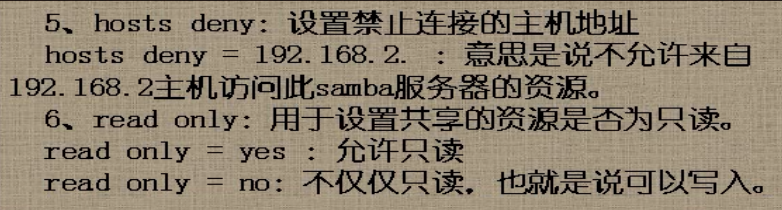 5、hosts deny: 设置禁止连接的主机地址
hosts deny = 192.168.2. : 意思是说不允许来自
192.168.2主机访问此samba服务器的资源。
6、read only: 用于设置共享的资源是否为只读。
read only = yes : 允许只读
read only = no: 不仅仅只读，也就是说可以写入。